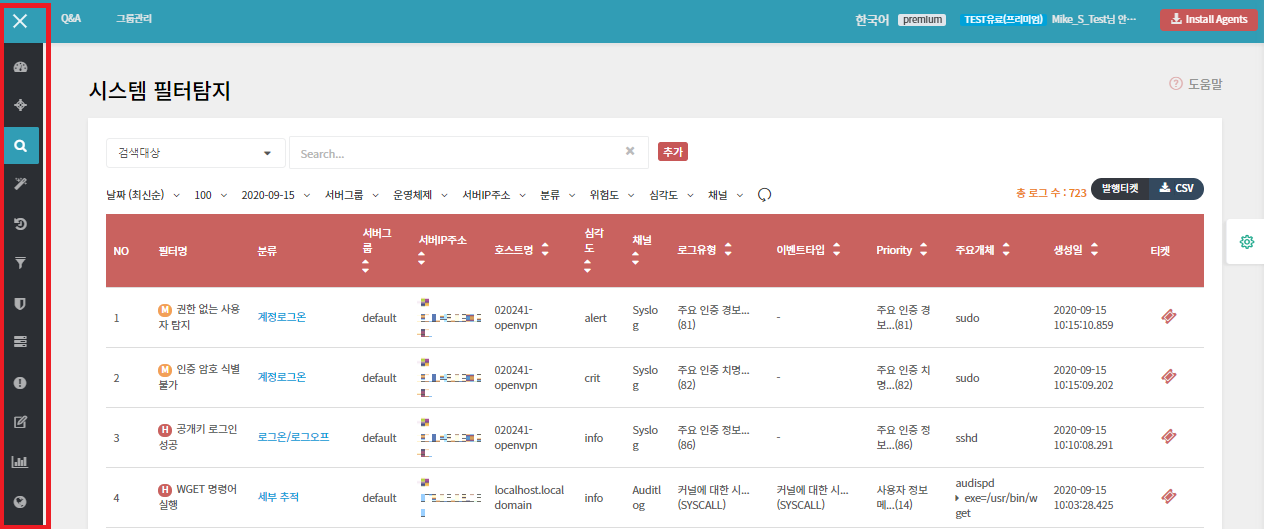 Q&A 그룹관리 한국어 premium TEST유료(프리미엄) Mike_S_Test님 안… Install Agents
시스템 필터탐지
도움말
검색대상 Search... 추가
날짜 (최신순) 100 2020-09-15 서버그룹 운영체제 서버IP주소 분류 위험도 심각도 채널
총 로그 수 : 723 발행티켓 CSV
NO 필터명 분류 서버그룹 서버IP주소 호스트명 심각도 채널 로그유형 이벤트타입 Priority 주요개체 생성일 티켓
1 M 권한 없는 사용자 탐지 계정로그온 default 020241-openvpn alert Syslog 주요 인증 경보...(81) - 주요 인증 경보...(81) sudo 2020-09-15 10:15:10.859
2 M 인증 암호 식별 불가 계정로그온 default 020241-openvpn crit Syslog 주요 인증 치명...(82) - 주요 인증 치명...(82) sudo 2020-09-15 10:15:09.202
3 H 공개키 로그인 성공 로그온/로그오프 default 020241-openvpn info Syslog 주요 인증 정보...(86) - 주요 인증 정보...(86) sshd 2020-09-15 10:10:08.291
4 H WGET 명령어 실행 세부 추적 default localhost.localdomain info Auditlog 커널에 대한 시...(SYSCALL) 커널에 대한 시...(SYSCALL) 사용자 정보 메...(14) audispd exe=/usr/bin/wget 2020-09-15 10:03:28.425